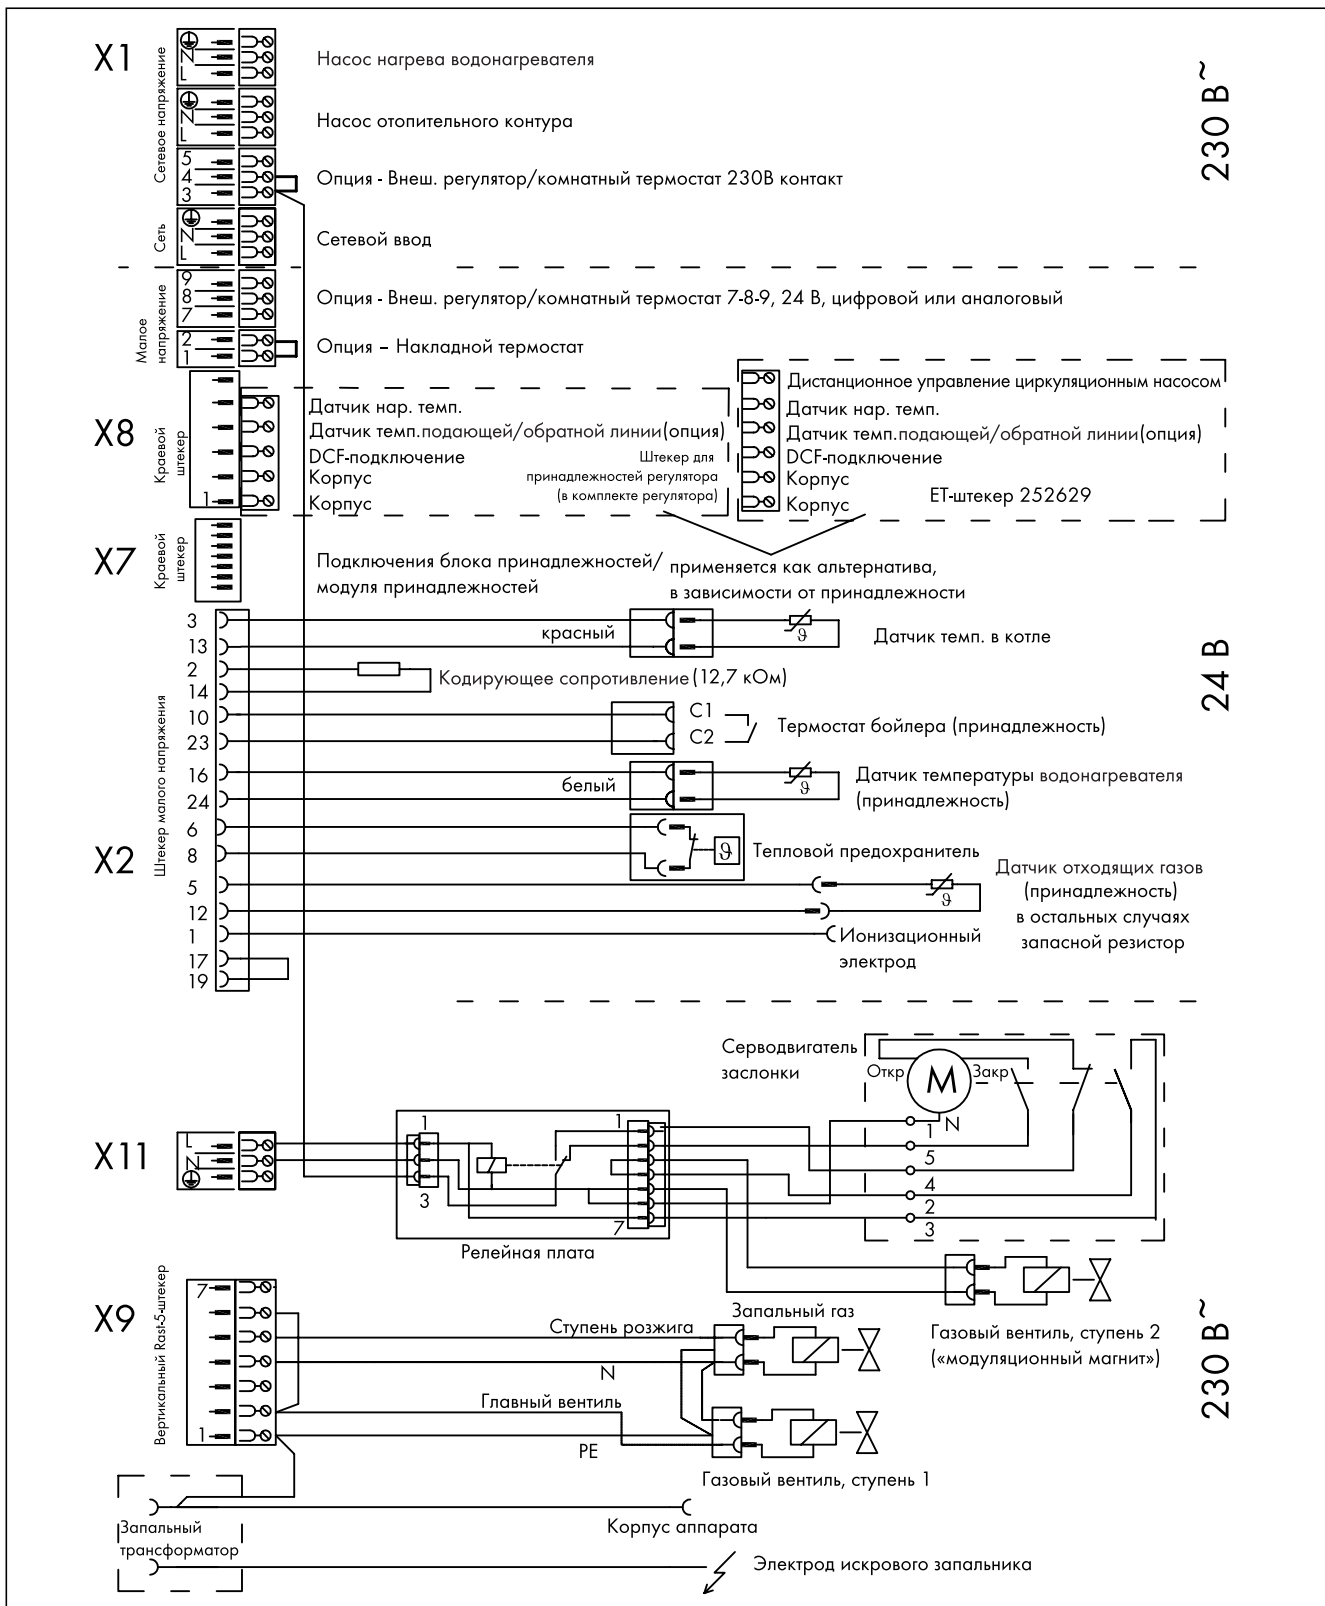 X1
Сетевое напряжение
N
L
Насос нагрева водонагревателя
N
L
Насос отопительного контура
5
4
3
Опция - Внеш. регулятор/комнатный термостат 230В контакт
Сеть
N
L
Сетевой ввод
230 В~
Малое напряжение
9
8
7
Опция - Внеш. регулятор/комнатный термостат 7-8-9, 24 В, цифровой или аналоговый
2
1
Опция – Накладной термостат
X8
Краевой штекер
1
Датчик нар. темп.
Датчик темп.подающей/обратной линии(опция)
DCF-подключение
Корпус
Корпус
Штекер для
принадлежностей регулятора
(в комплекте регулятора)
Дистанционное управление циркуляционным насосом
Датчик нар. темп.
Датчик темп.подающей/обратной линии(опция)
DCF-подключение
Корпус
Корпус
ET-штекер 252629
X7
Краевой штекер
Подключения блока принадлежностей/
модуля принадлежностей
применяется как альтернатива,
в зависимости от принадлежности
24 В
X2
Штекер малого напряжения
3
13
красный
ϑ
Датчик темп. в котле
2
14
Кодирующее сопротивление (12,7 кОм)
10
23
C1
C2
Термостат бойлера (принадлежность)
16
24
белый
ϑ
Датчик температуры водонагревателя
(принадлежность)
6
8
ϑ
Тепловой предохранитель
5
12
ϑ
Датчик отходящих газов
(принадлежность)
в остальных случаях
запасной резистор
1
Ионизационный
электрод
17
19
Серводвигатель
заслонки
Откр
M
Закр
N
1
5
4
2
3
X11
L
N
1
3
1
7
Релейная плата
Газовый вентиль, ступень 2
(«модуляционный магнит»)
230 В~
X9
Вертикальный Rast-5-штекер
7
1
Ступень розжига
Запальный газ
N
Главный вентиль
PE
Газовый вентиль, ступень 1
Запальный
трансформатор
Корпус аппарата
Электрод искрового запальника